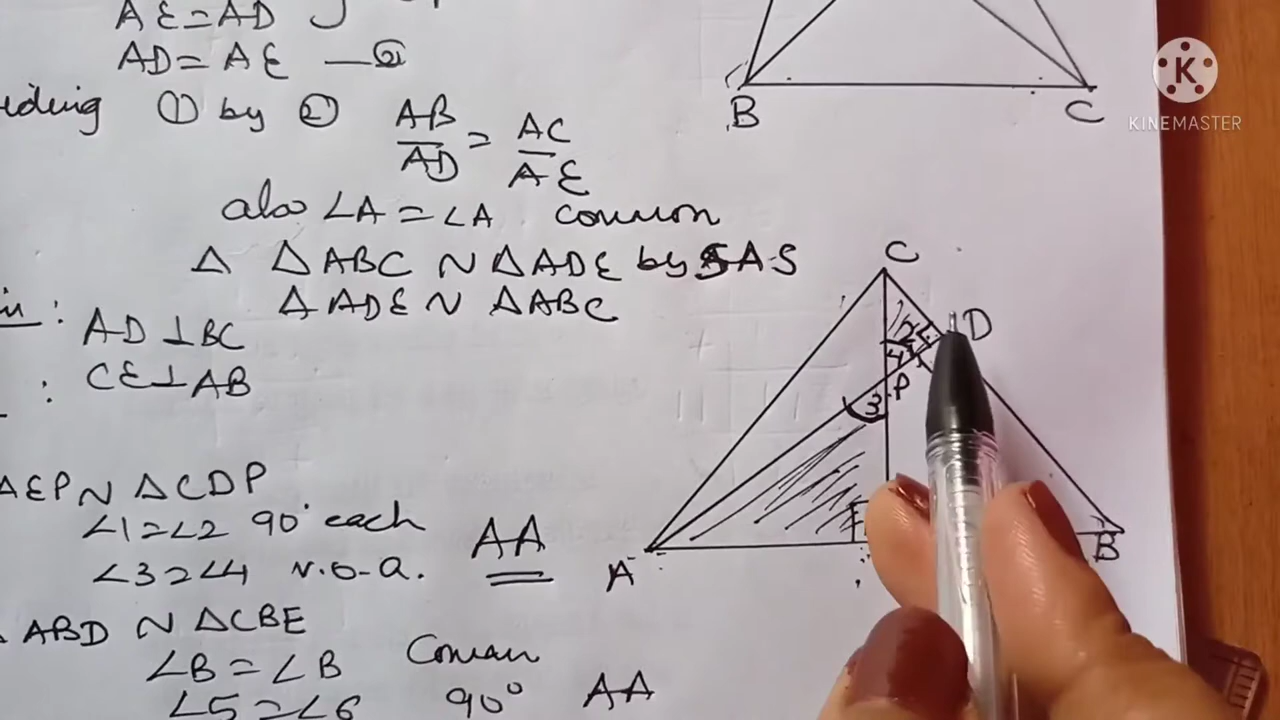 AE=AD
AD=AE —②
① by ② AB/AD = AC/AE
also ∠A=∠A common
△ △ABC ~ △ADE by SAS
△ADE ~ △ABC
: AD⊥BC
: CE⊥AB
AEP ~ △CDP
∠1=∠2 90° each
∠3=∠4 V.O.A.
AA
ABD ~ △CBE
∠B=∠B
∠5=∠6 90° AA
B C
C
D
2
4
P
3
A B
K
KINEMASTER